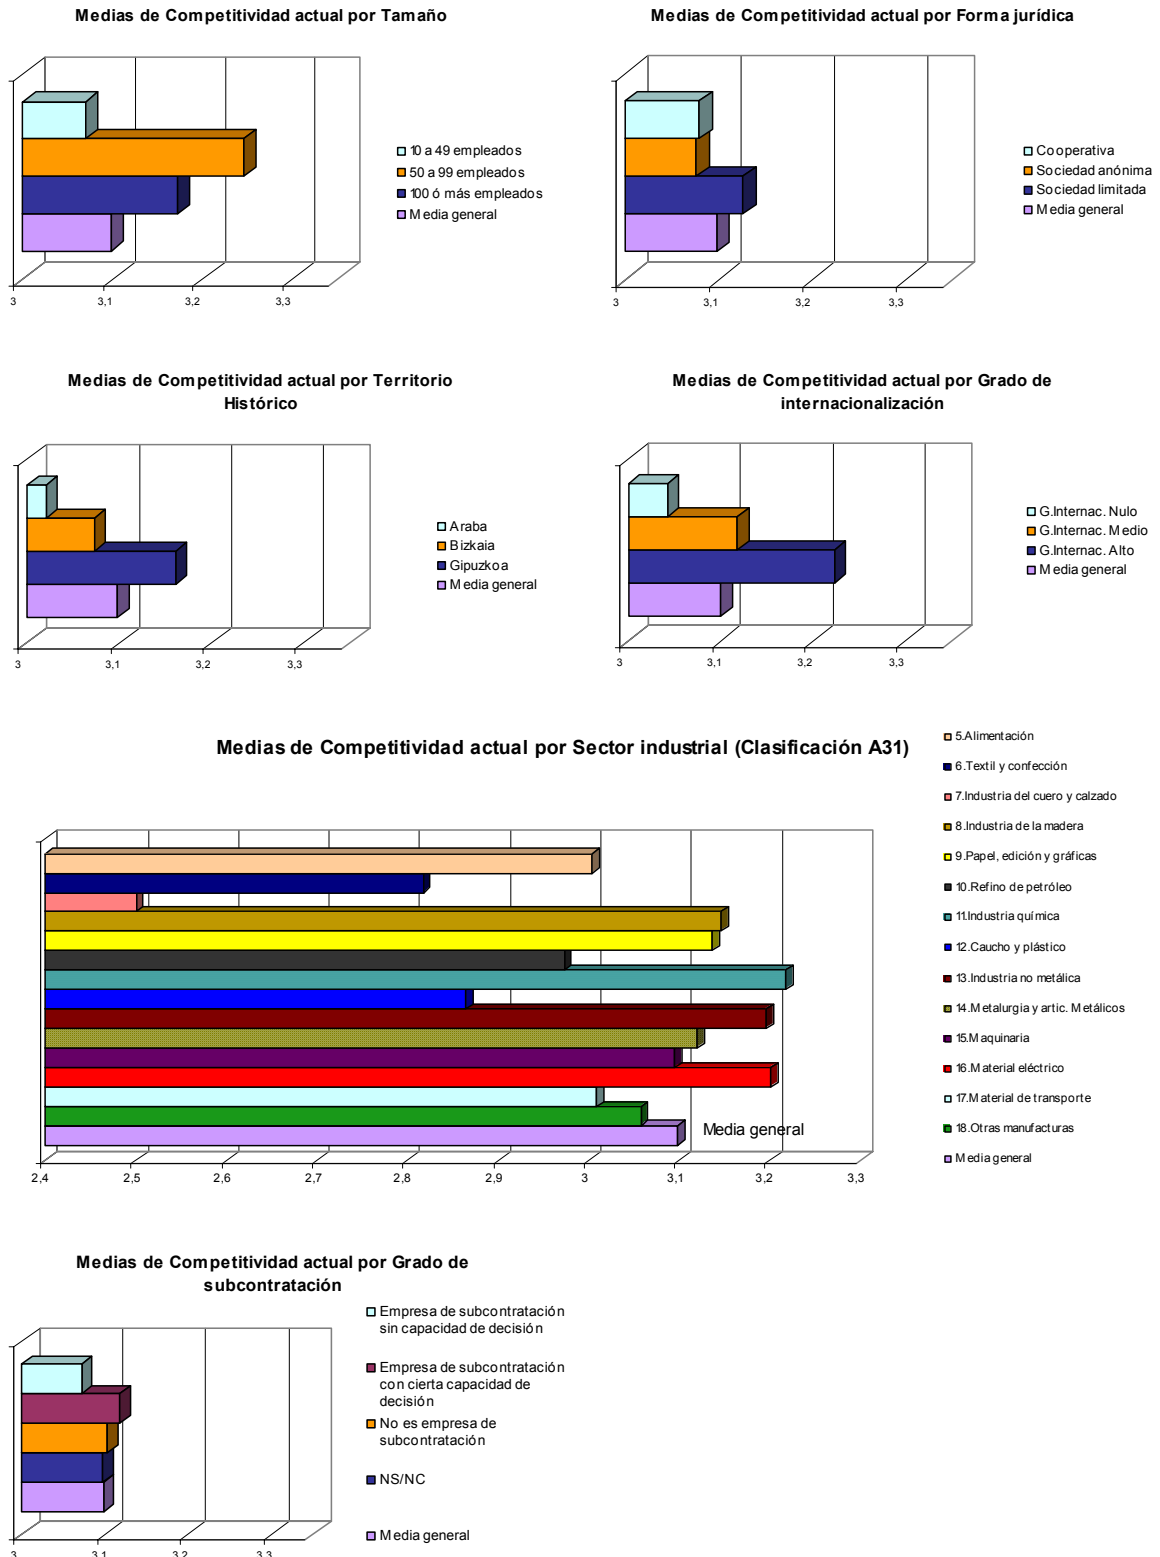 Medias de Competitividad actual por Tamaño
10 a 49 empleados
50 a 99 empleados
100 ó más empleados
Media general
3 3,1 3,2 3,3
Medias de Competitividad actual por Forma jurídica
Cooperativa
Sociedad anónima
Sociedad limitada
Media general
3 3,1 3,2 3,3
Medias de Competitividad actual por Territorio
Histórico
Araba
Bizkaia
Gipuzkoa
Media general
3 3,1 3,2 3,3
Medias de Competitividad actual por Grado de
internacionalización
G.Internac. Nulo
G.Internac. Medio
G.Internac. Alto
Media general
3 3,1 3,2 3,3
Medias de Competitividad actual por Sector industrial (Clasificación A31)
5.Alimentación
6.Textil y confección
7.Industria del cuero y calzado
8.Industria de la madera
9.Papel, edición y gráficas
10.Refino de petróleo
11.Industria química
12.Caucho y plástico
13.Industria no metálica
14.Metalurgia y artic. Metálicos
15.Maquinaria
16.Material eléctrico
17.Material de transporte
18.Otras manufacturas
Media general
Media general
2,4 2,5 2,6 2,7 2,8 2,9 3 3,1 3,2 3,3
Medias de Competitividad actual por Grado de
subcontratación
Empresa de subcontratación
sin capacidad de decisión
Empresa de subcontratación
con cierta capacidad de
decisión
No es empresa de
subcontratación
NS/NC
Media general
3 3,1 3,2 3,3